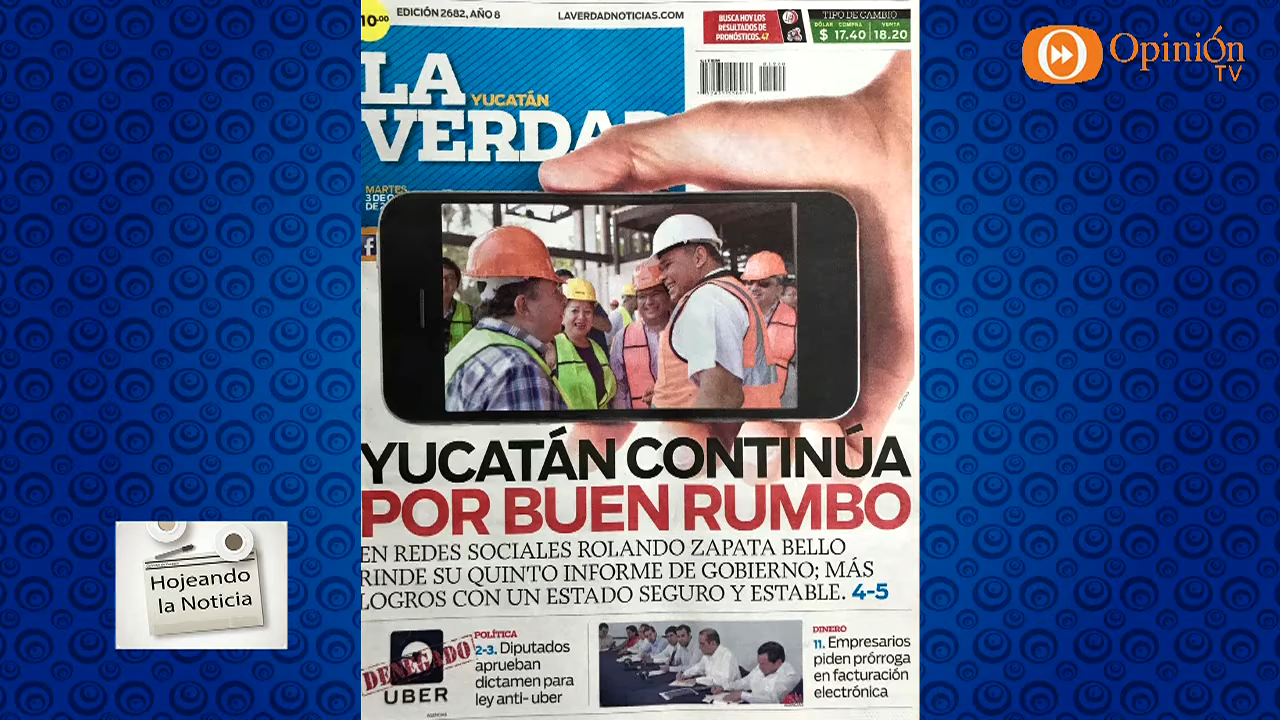 10.00
EDICIÓN 2682, AÑO 8
LAVERDADNOTICIAS.COM
BUSCA HOY LOS
RESULTADOS DE
PRONÓSTICOS. 47
TIPO DE CAMBIO
DÓLAR COMPRA VENTA
$ 17.40 18.20
Opinión
TV
LA
YUCATÁN
VERDAD
MARTES
3 DE
f
YUCATÁN CONTINÚA
POR BUEN RUMBO
EN REDES SOCIALES ROLANDO ZAPATA BELLO
RINDE SU QUINTO INFORME DE GOBIERNO; MÁS
LOGROS CON UN ESTADO SEGURO Y ESTABLE. 4-5
Hojeando
la Noticia
DENEGADO
UBER
POLÍTICA
2-3. Diputados
aprueban
dictamen para
ley anti-uber
AGENCIAS
DINERO
11. Empresarios
piden prórroga
en facturación
electrónica
AGENCIAS